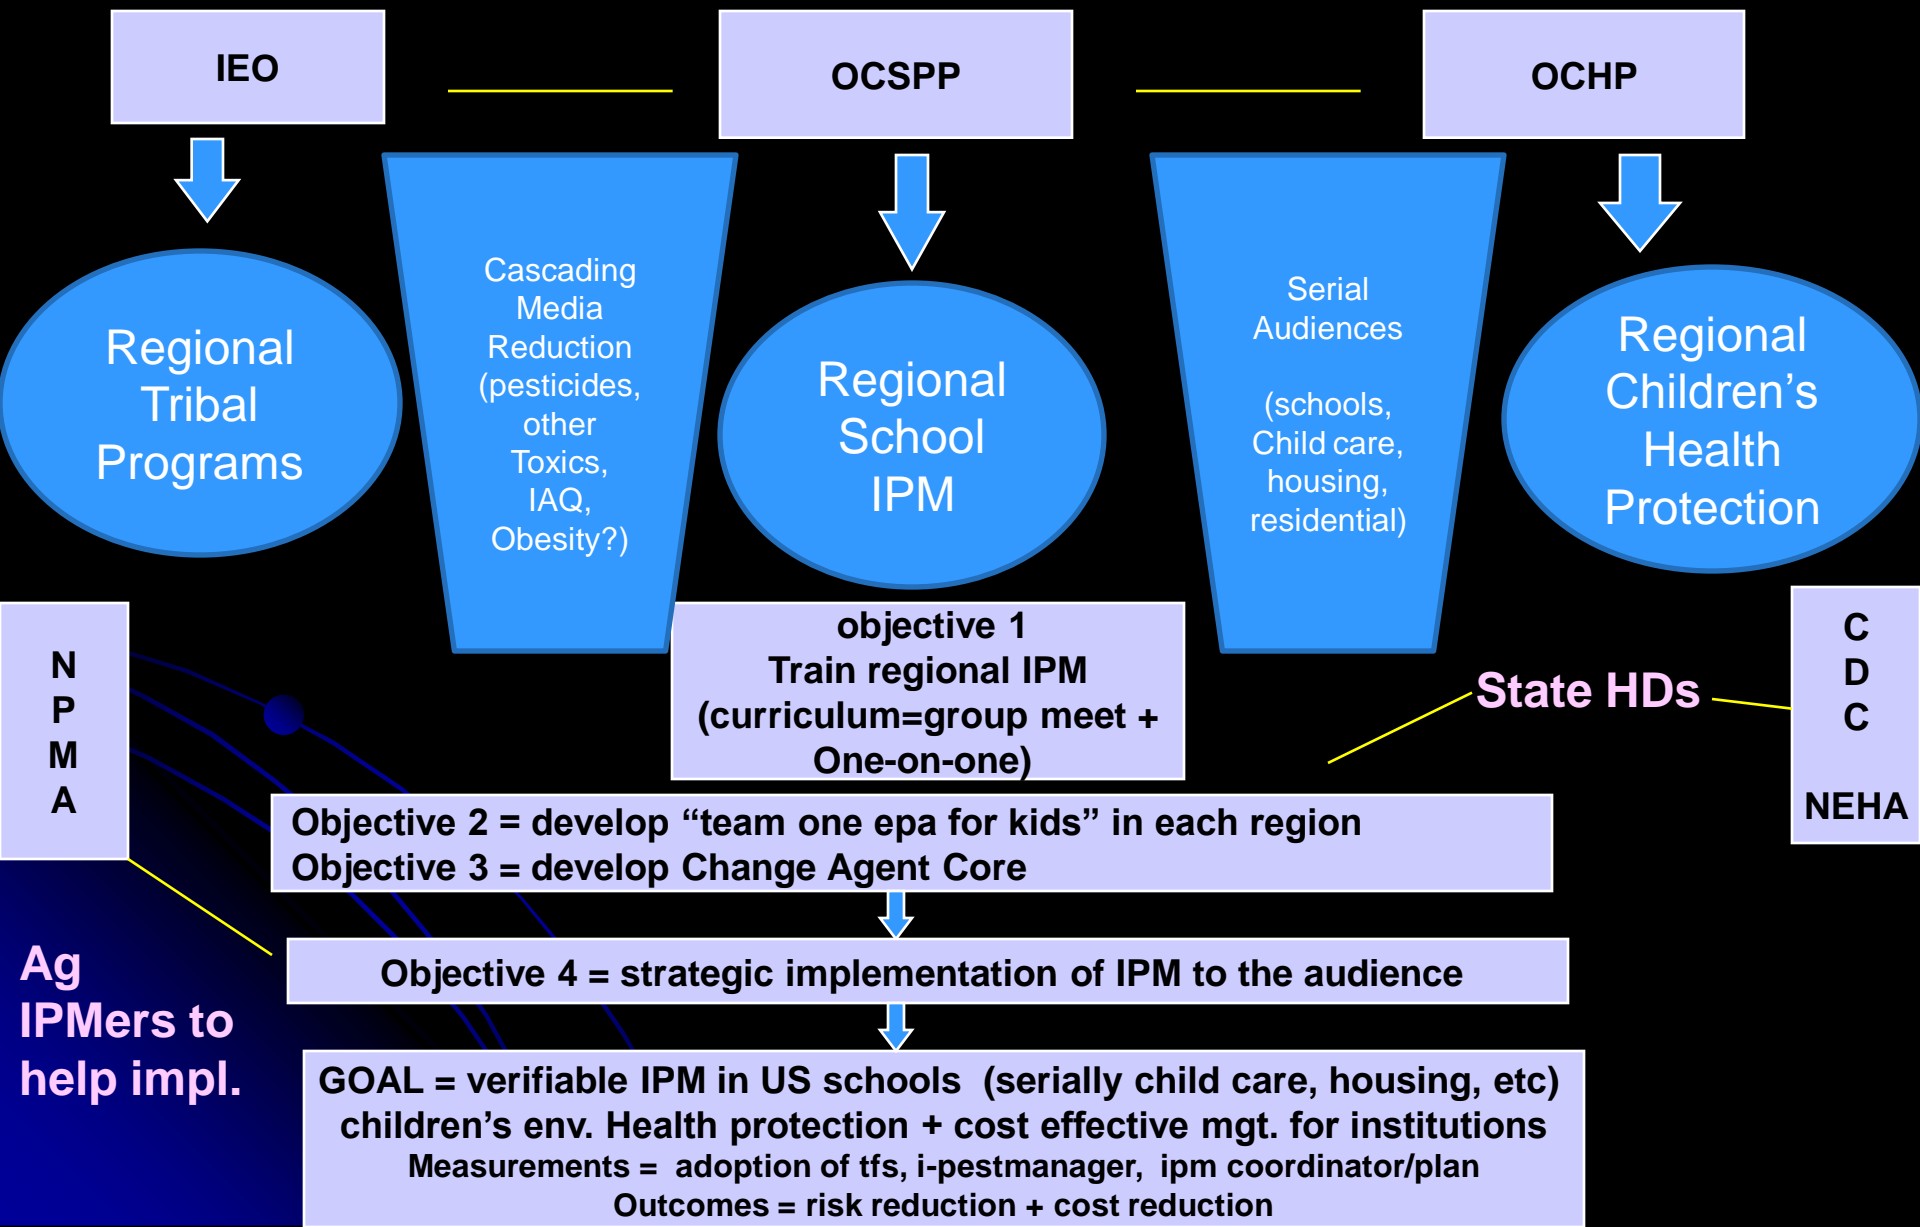 IEO
OCSPP
OCHP
Regional
Tribal
Programs
Cascading
Media
Reduction
(pesticides,
other
Toxics,
IAQ,
Obesity?)
Regional
School
IPM
Serial
Audiences
(schools,
Child care,
housing,
residential)
Regional
Children’s
Health
Protection
N
P
M
A
objective 1
Train regional IPM
(curriculum=group meet +
One-on-one)
State HDs
C
D
C
NEHA
Objective 2 = develop “team one epa for kids” in each region
Objective 3 = develop Change Agent Core
Ag
IPMers to
help impl.
Objective 4 = strategic implementation of IPM to the audience
GOAL = verifiable IPM in US schools (serially child care, housing, etc)
children’s env. Health protection + cost effective mgt. for institutions
Measurements = adoption of tfs, i-pestmanager, ipm coordinator/plan
Outcomes = risk reduction + cost reduction